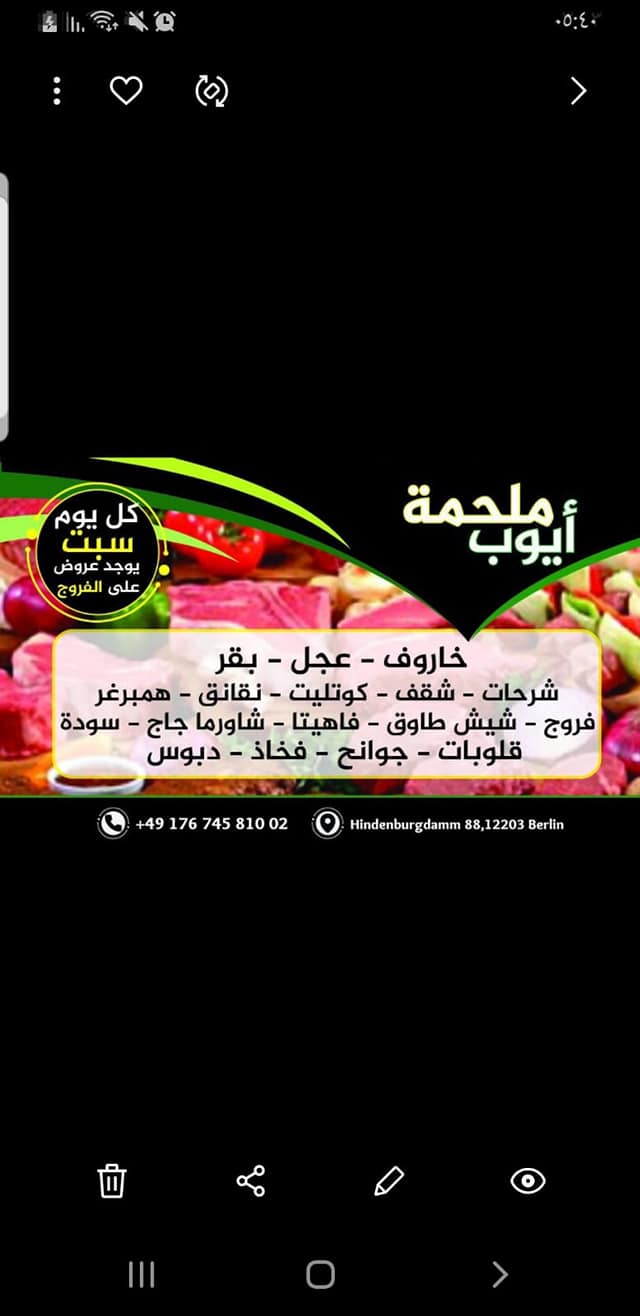 ٠٥:٤٠
ملحمة
أيوب
كل يوم
سبت
يوجد عروض
على الفروج
خاروف - عجل - بقر
شرحات - شقف - كوتليت - نقانق - همبرغر
فروج - شيش طاوق - فاهيتا - شاورما جاج - سودة
قلوبات - جوانح - فخاذ - دبوس
+49 176 745 810 02
Hindenburgdamm 88,12203 Berlin